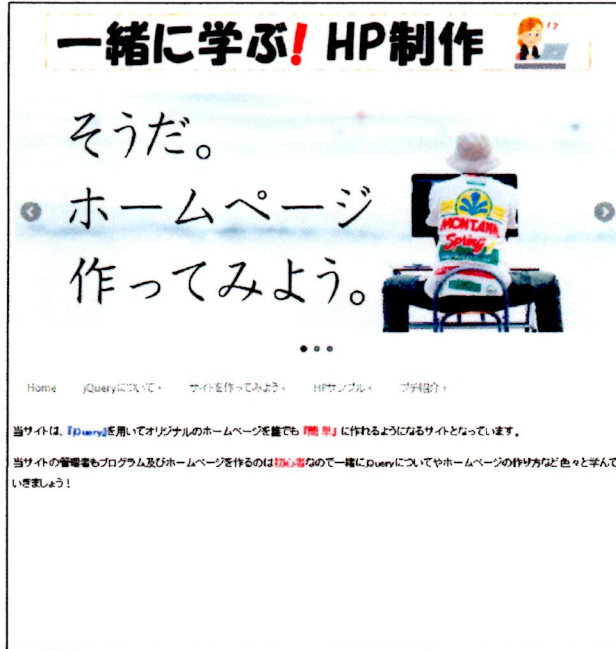 一緒に学ぶ! HP制作
そうだ。
ホームページ
作ってみよう。
MONTANA
Spring
Home jQueryについて サイトを作ってみよう HPサンプル プチ紹介
当サイトは、『jQuery』を用いてオリジナルのホームページを誰でも『簡単』に作れるようになるサイトとなっています。
当サイトの管理者もプログラム及びホームページを作るのは初心者なので一緒にjQueryについてやホームページの作り方など色々と学んで
いきましょう!